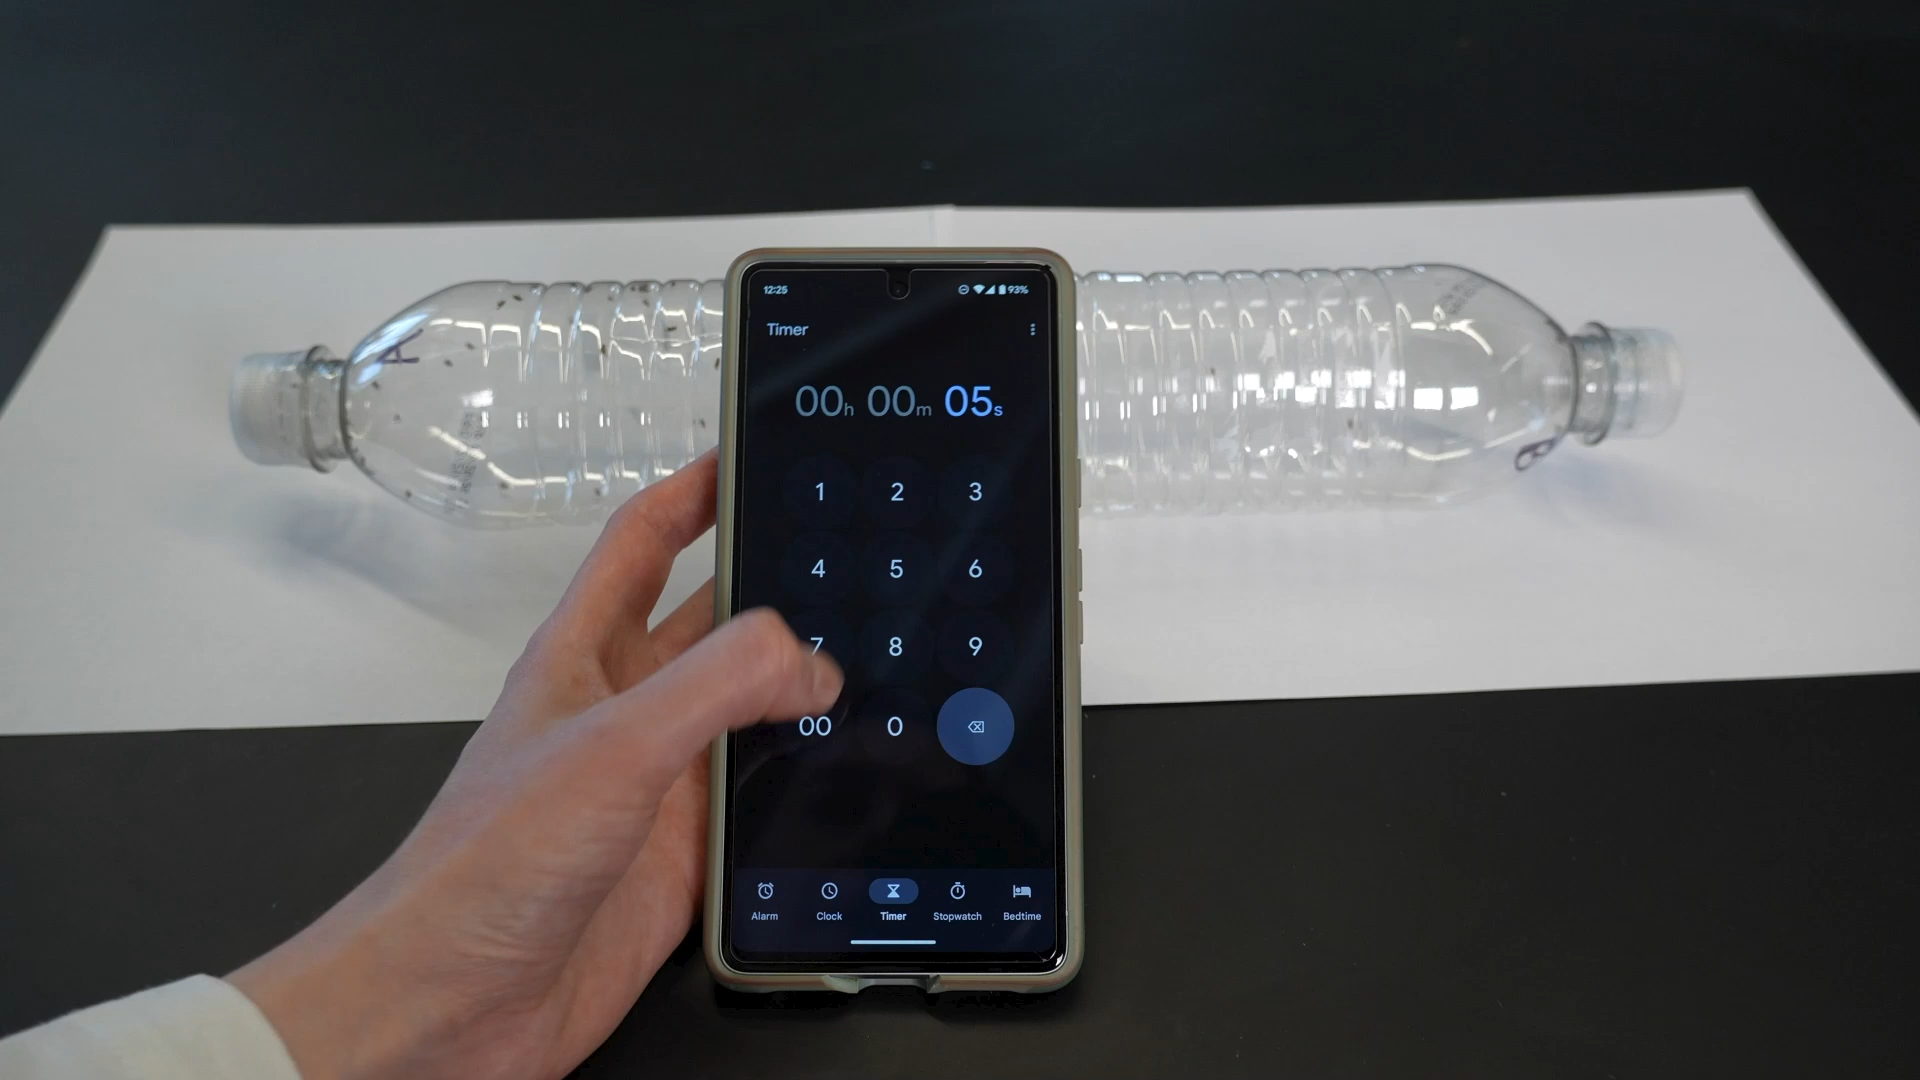 A
12:25
93%
Timer
00h 00m 05s
1 2 3
4 5 6
7 8 9
00 0
Alarm Clock Timer Stopwatch Bedtime
B